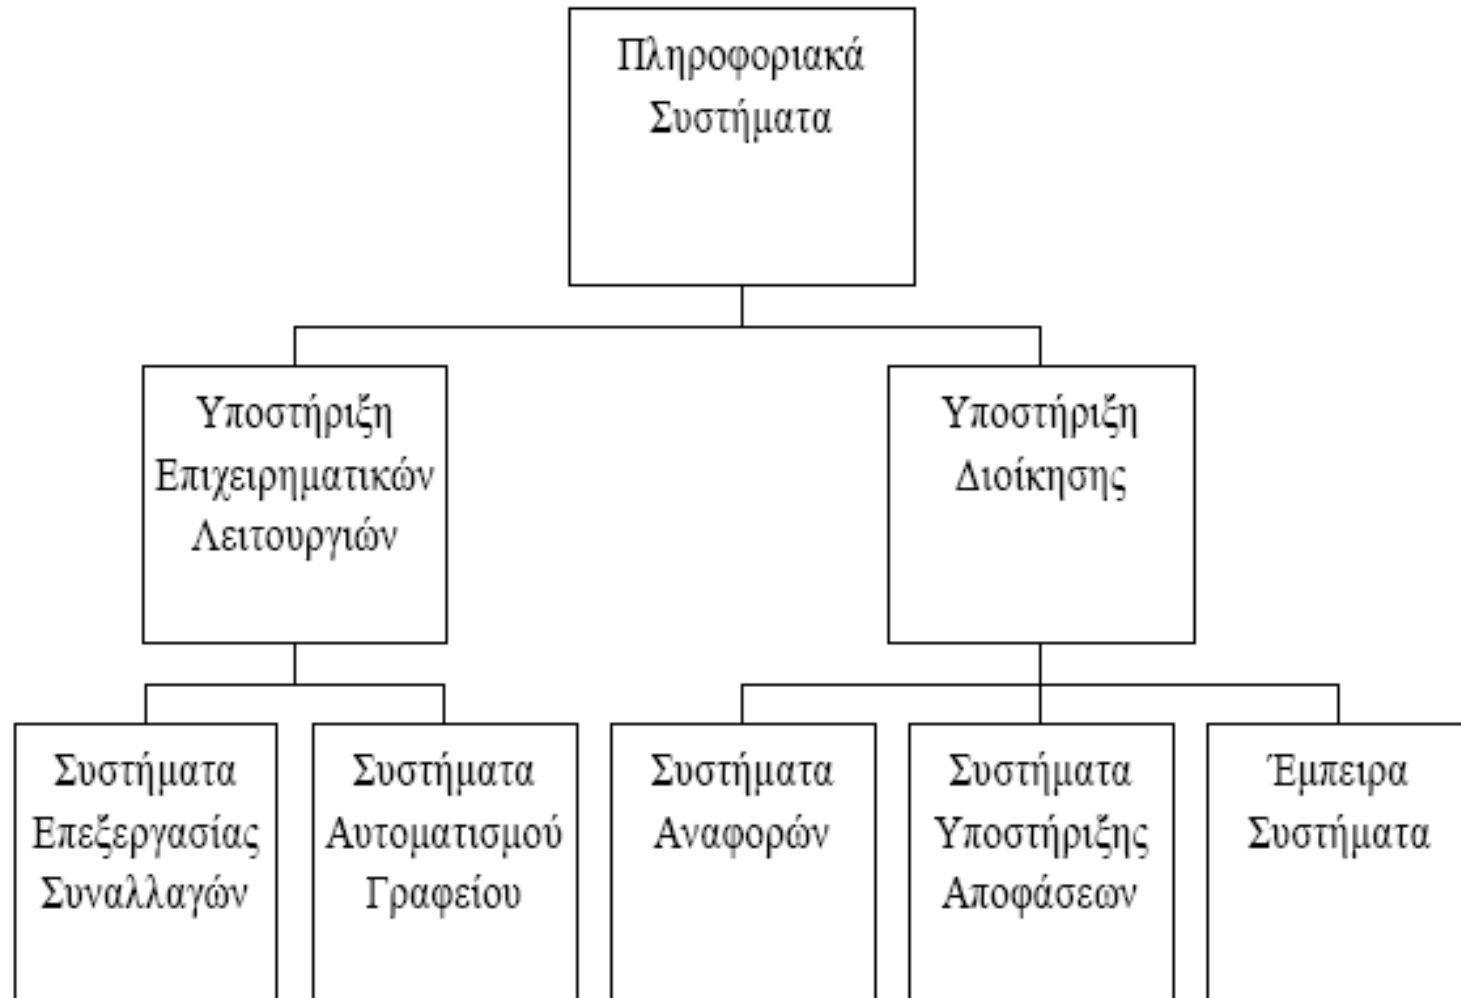 Πληροφοριακά
Συστήματα
Υποστήριξη
Επιχειρηματικών
Λειτουργιών
Υποστήριξη
Διοίκησης
Συστήματα
Επεξεργασίας
Συναλλαγών
Συστήματα
Αυτοματισμού
Γραφείου
Συστήματα
Αναφορών
Συστήματα
Υποστήριξης
Αποφάσεων
Έμπειρα
Συστήματα